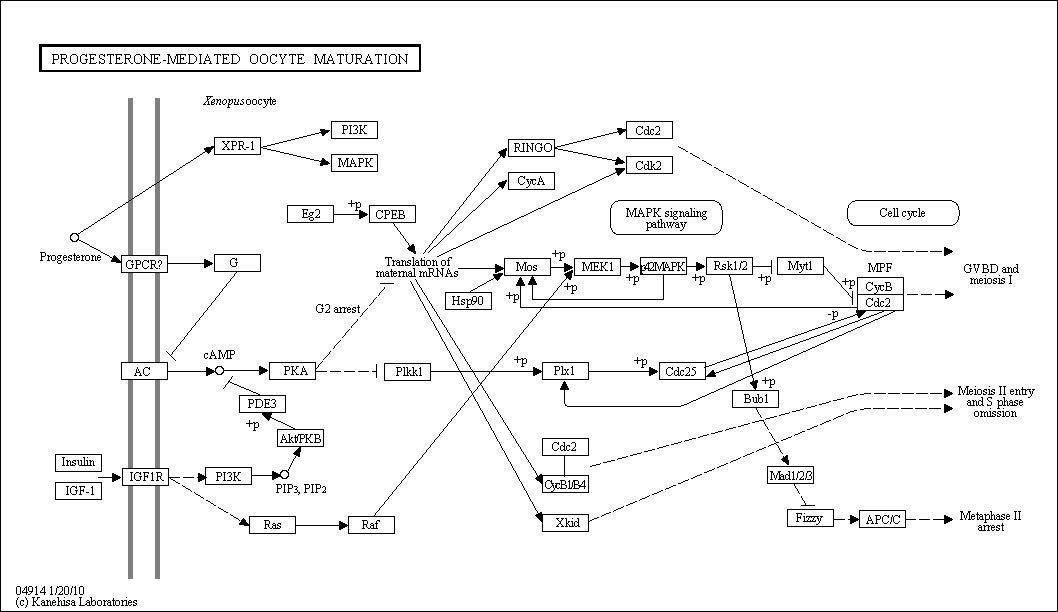 PROGESTERONE-MEDIATED OOCYTE MATURATION
Xenopus oocyte
XPR-1
PI3K
MAPK
RINGO
CycA
Cdc2
Cdk2
Eg2
+p
CPEB
MAPK signaling
pathway
Cell cycle
Progesterone
GPCR?
G
Translation of
maternal mRNAs
Mos
+p
MEK1
+p
p42MAPK
+p
Rsk1/2
+p
Myt1
+p
MPF
CycB
Cdc2
GVBD and
meiosis I
Hsp90
+p
+p
-p
G2 arrest
AC
cAMP
PKA
Plkk1
+p
Plx1
+p
Cdc25
+p
Bub1
PDE3
+p
Akt/PKB
Meiosis II entry
and S phase
omission
Insulin
IGF-1
IGF1R
PI3K
PIP3, PIP2
Cdc2
CycB1/B4
Mad1/2/3
Ras
Raf
Xkid
Fizzy
APC/C
Metaphase II
arrest
04914 1/20/10
(c) Kanehisa Laboratories